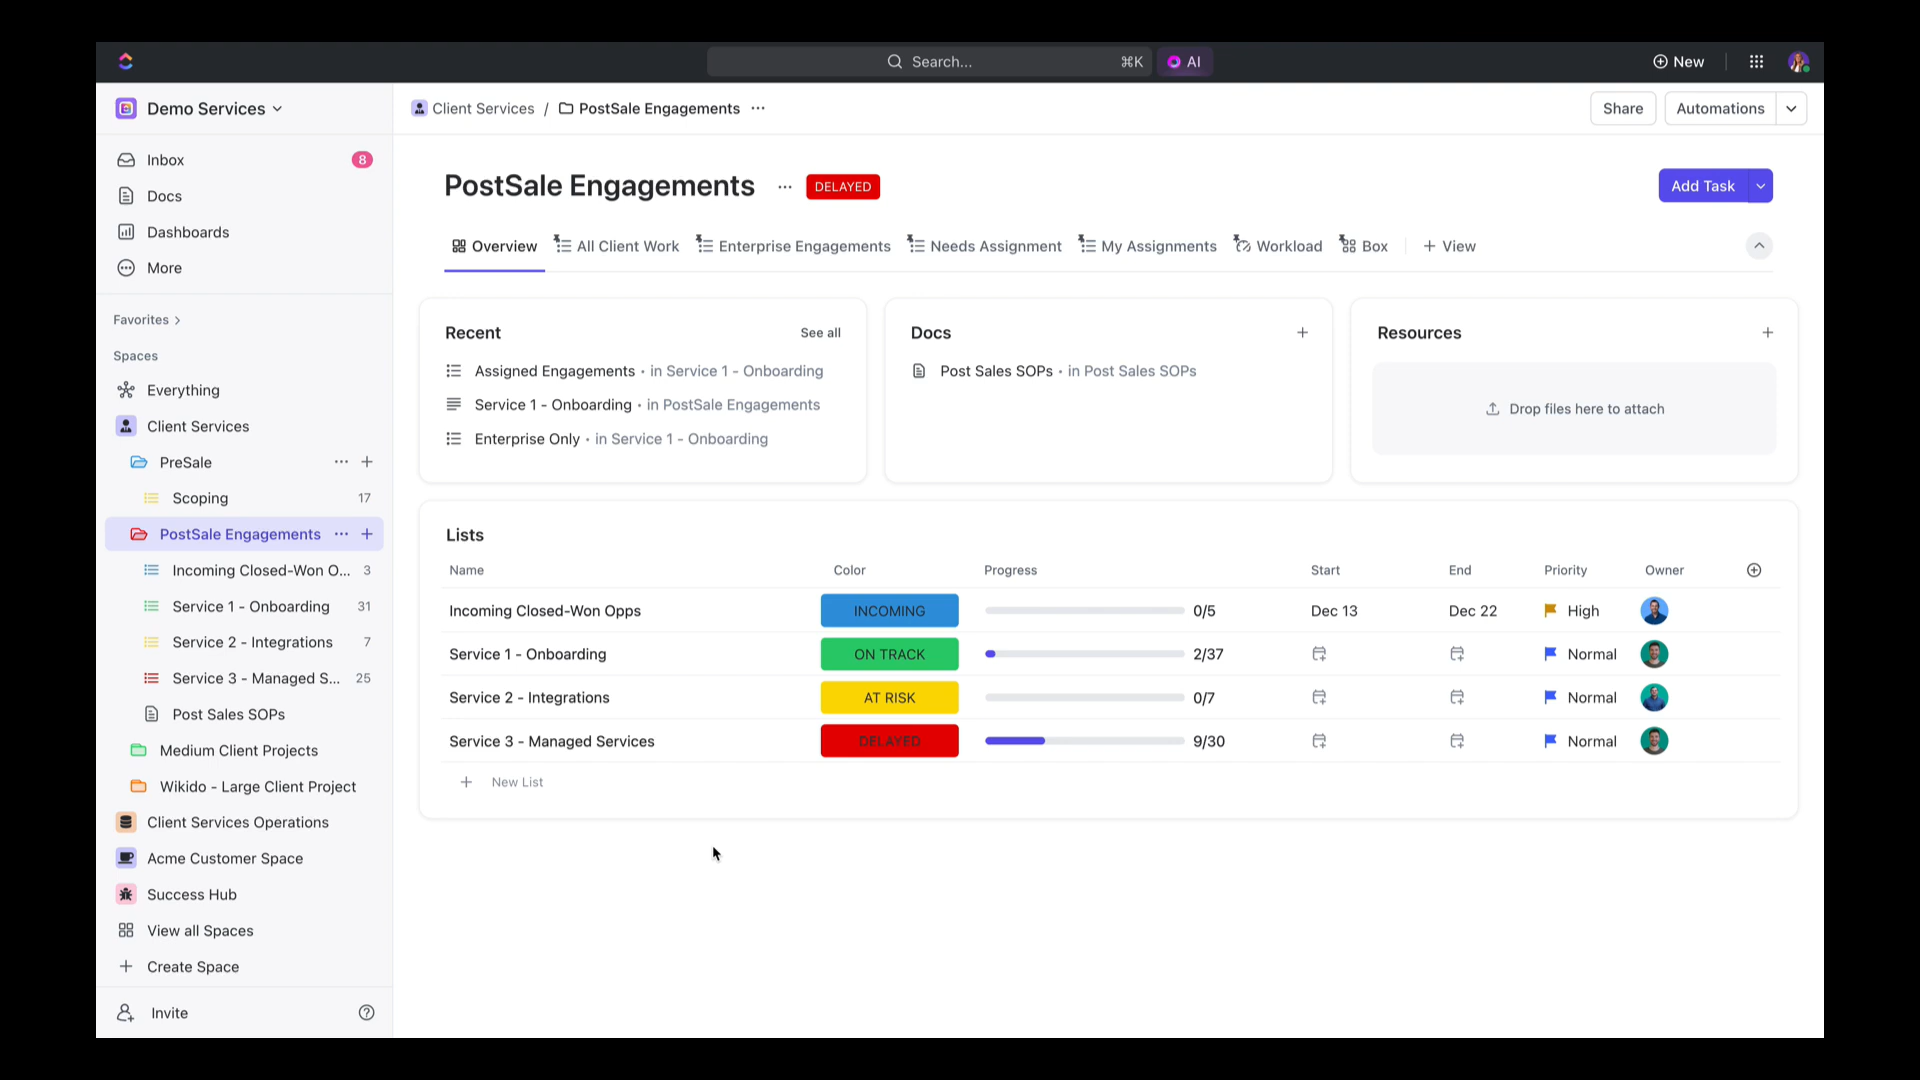 Search... ⌘K AI New
Demo Services
Client Services / PostSale Engagements ...
Share
Automations
Inbox 8
Docs
Dashboards
More
Favorites
Spaces
Everything
Client Services
PreSale
Scoping 17
PostSale Engagements
Incoming Closed-Won O... 3
Service 1 - Onboarding 31
Service 2 - Integrations 7
Service 3 - Managed S... 25
Post Sales SOPs
Medium Client Projects
Wikido - Large Client Project
Client Services Operations
Acme Customer Space
Success Hub
View all Spaces
Create Space
Invite
PostSale Engagements ... DELAYED
Add Task
Overview All Client Work Enterprise Engagements Needs Assignment My Assignments Workload Box + View
Recent See all
Assigned Engagements • in Service 1 - Onboarding
Service 1 - Onboarding • in PostSale Engagements
Enterprise Only • in Service 1 - Onboarding
Docs +
Post Sales SOPs • in Post Sales SOPs
Resources +
Drop files here to attach
Lists
Name Color Progress Start End Priority Owner
Incoming Closed-Won Opps INCOMING 0/5 Dec 13 Dec 22 High
Service 1 - Onboarding ON TRACK 2/37 Normal
Service 2 - Integrations AT RISK 0/7 Normal
Service 3 - Managed Services DELAYED 9/30 Normal
+ New List